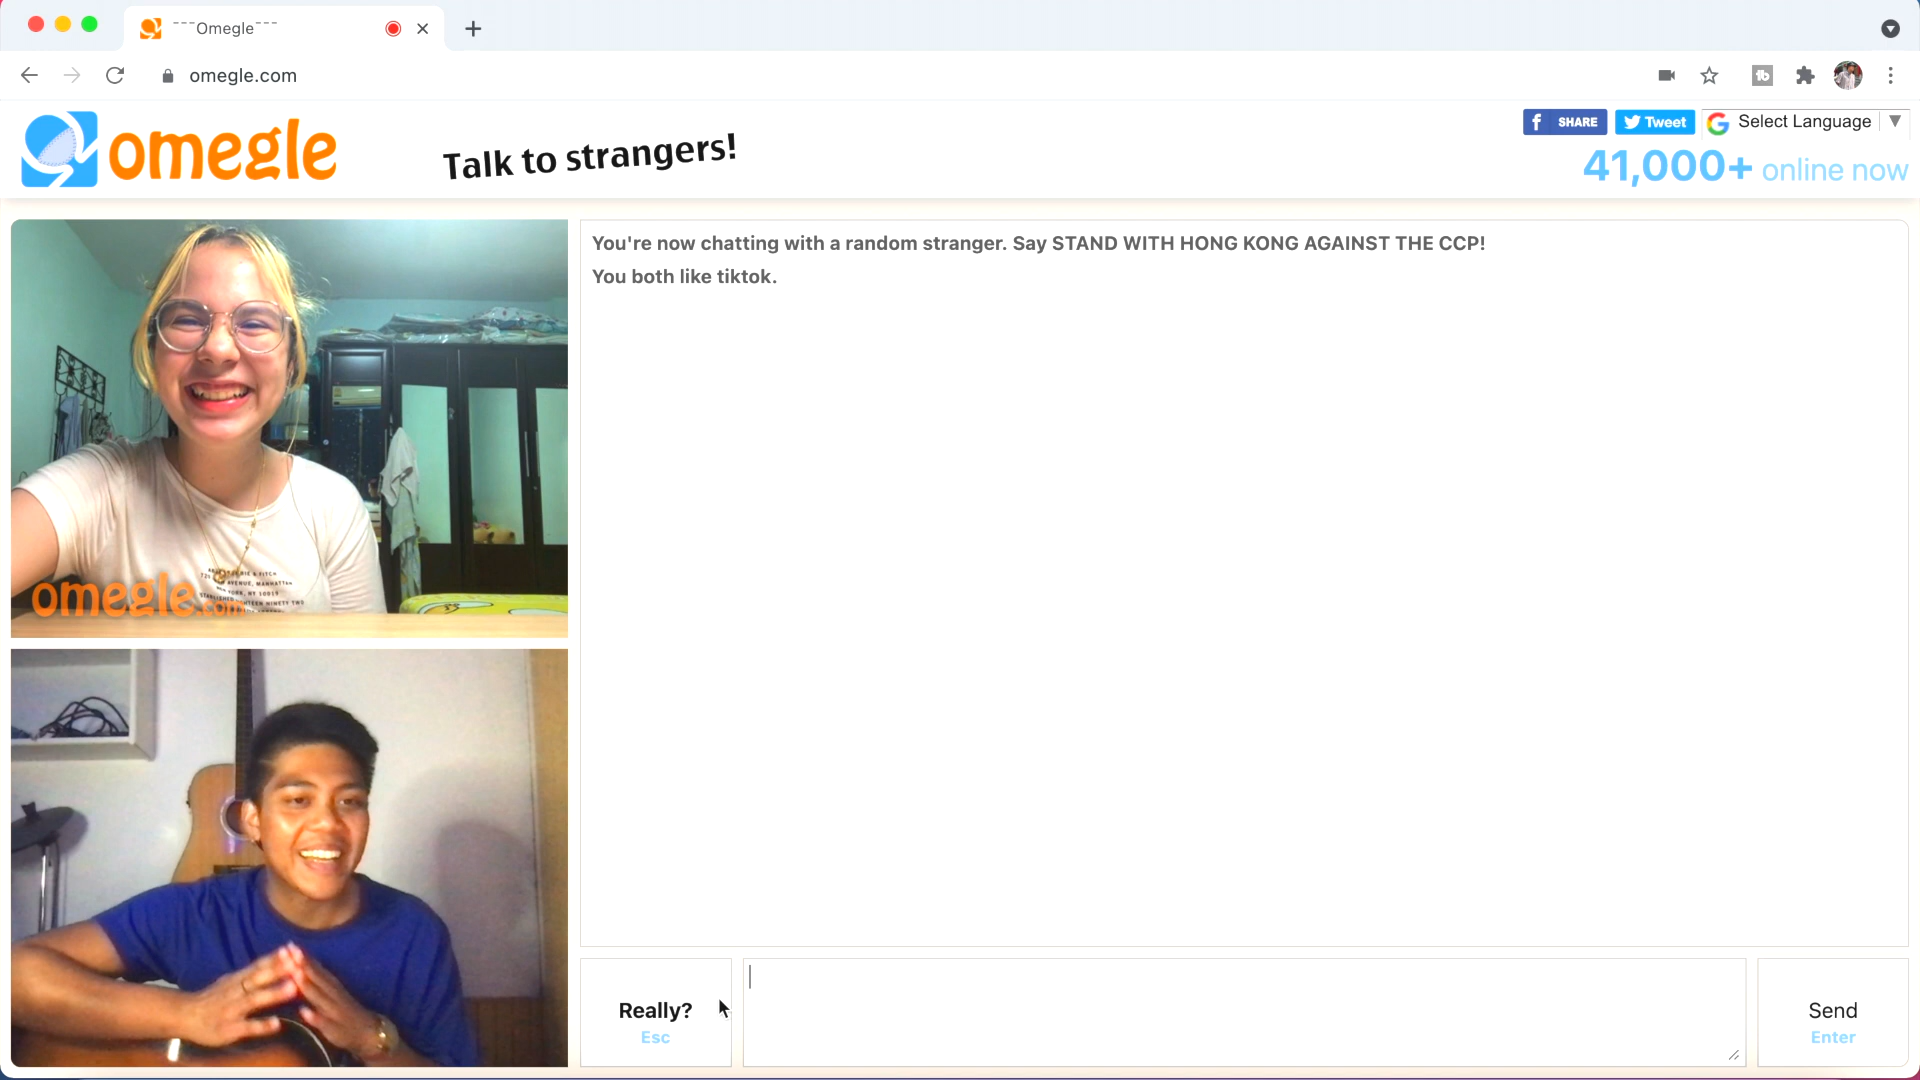 Omegle
omegle.com
omegle
Talk to strangers!
SHARE
Tweet
Select Language
41,000+ online now
You're now chatting with a random stranger. Say STAND WITH HONG KONG AGAINST THE CCP!
You both like tiktok.
AVENUE, MANHATTAN
omegle.com
Really?
Esc
Send
Enter